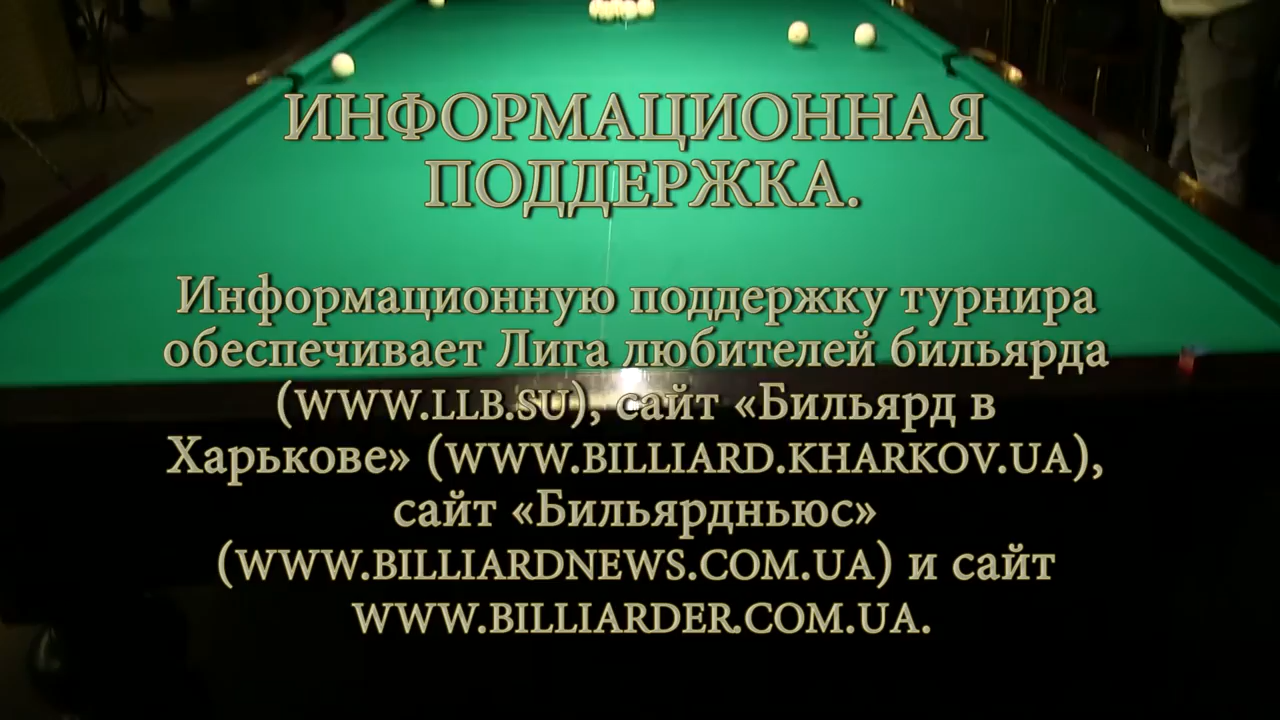 ИНФОРМАЦИОННАЯ
ПОДДЕРЖКА.
Информационную поддержку турнира
обеспечивает Лига любителей бильярда
(WWW.LLB.SU), сайт «Бильярд в
Харькове» (WWW.BILLIARD.KHARKOV.UA),
сайт «Бильярдньюс»
(WWW.BILLIARDNEWS.COM.UA) и сайт
WWW.BILLIARDER.COM.UA.